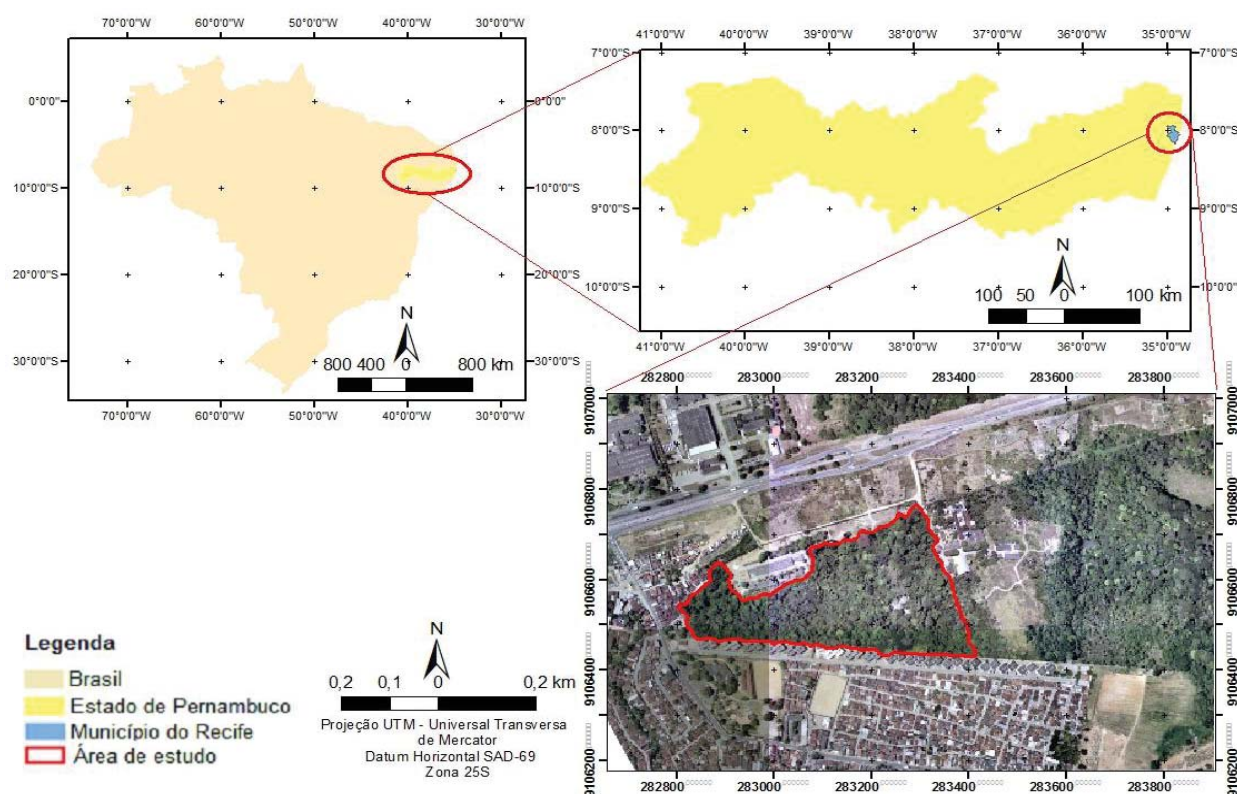 70°0'0"W 60°0'0"W 50°0'0"W 40°0'0"W 30°0'0"W
0°0'0" 0°0'0"
10°0'0"S 10°0'0"S
20°0'0"S 20°0'0"S
30°0'0"S 30°0'0"S
N
800 400 0 800 km
70°0'0"W 60°0'0"W 50°0'0"W 40°0'0"W 30°0'0"W
41°0'0"W 40°0'0"W 39°0'0"W 38°0'0"W 37°0'0"W 36°0'0"W 35°0'0"W
7°0'0"S 7°0'0"S
8°0'0"S 8°0'0"S
9°0'0"S 9°0'0"S
10°0'0"S 10°0'0"S
N
100 50 0 100 km
41°0'0"W 40°0'0"W 39°0'0"W 38°0'0"W 37°0'0"W 36°0'0"W 35°0'0"W
282800 283000 283200 283400 283600 283800
9107000 9107000
9106800 9106800
9106600 9106600
9106400 9106400
9106200 9106200
282800 283000 283200 283400 283600 283800
Legenda
Brasil
Estado de Pernambuco
Município do Recife
Área de estudo
N
0,2 0,1 0 0,2 km
Projeção UTM - Universal Transversa
de Mercator
Datum Horizontal SAD-69
Zona 25S